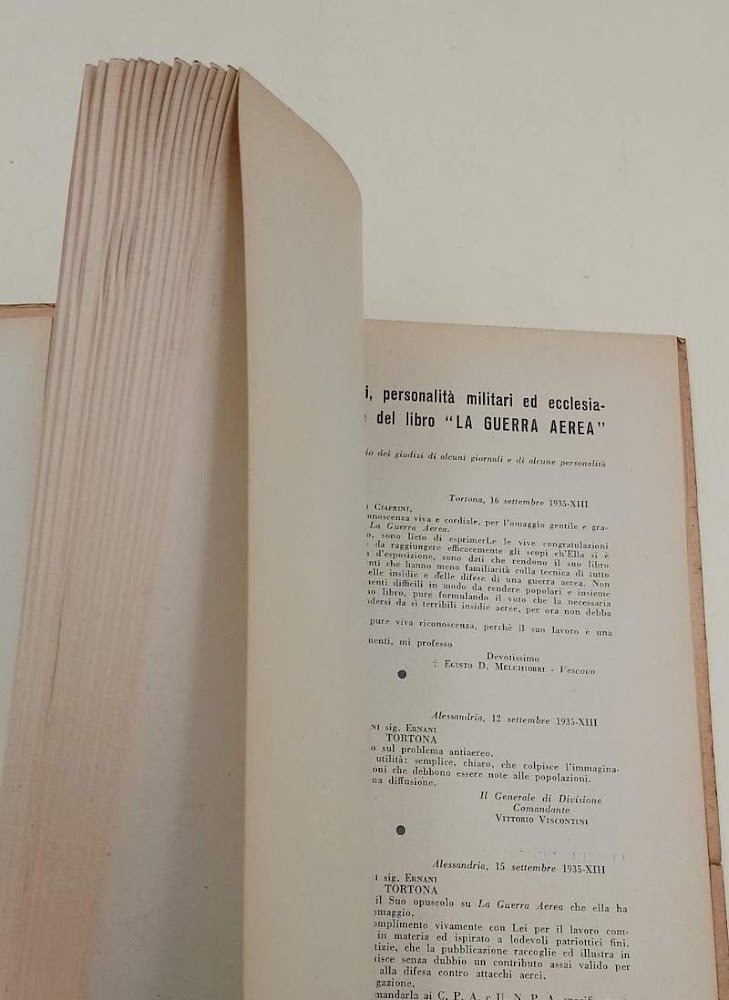 i, personalità militari ed ecclesia-
del libro "LA GUERRA AEREA"
io dei giudizi di alcuni giornali e di alcune personalità
Tortona, 16 settembre 1935-XIII
CIAPRINI,
onoscenza viva e cordiale, per l'omaggio gentile e gra-
La Guerra Aerea.
o, sono lieto di esprimerLe le vive congratulazioni
da raggiungere efficacemente gli scopi ch'Ella si è
d'esposizione, sono dati che rendono il suo libro
nti che hanno meno familiarità colla tecnica di tutto
elle insidie e delle difese di una guerra aerea. Non
enti difficili in modo da rendere popolari e insieme
no libro, pure formulando il voto che la necessaria
ndersi da sì terribili insidie aeree, per ora non debba
pure viva riconoscenza, perchè il suo lavoro è una
menti, mi professo
Devotissimo
† EGISTO D. MELCHIORRI - Vescovo
Alessandria, 12 settembre 1935-XIII
NI sig. ERNANI
TORTONA
o sul problema antiaereo.
utilità: semplice, chiaro, che colpisce l'immagina-
oni che debbono essere note alle popolazioni.
ua diffusione.
Il Generale di Divisione
Comandante
VITTORIO VISCONTINI
Alessandria, 15 settembre 1935-XIII
I sig. ERNANI
TORTONA
il Suo opuscolo su La Guerra Aerea che ella ha
omaggio.
omplimento vivamente con Lei per il lavoro com-
in materia ed ispirato a lodevoli patriottici fini.
tizie, che la pubblicazione raccoglie ed illustra in
uisce senza dubbio un contributo assai valido per
alla difesa contro attacchi aerei.
gazione.
mandarla ai C. P. A. e U. N. P. A.